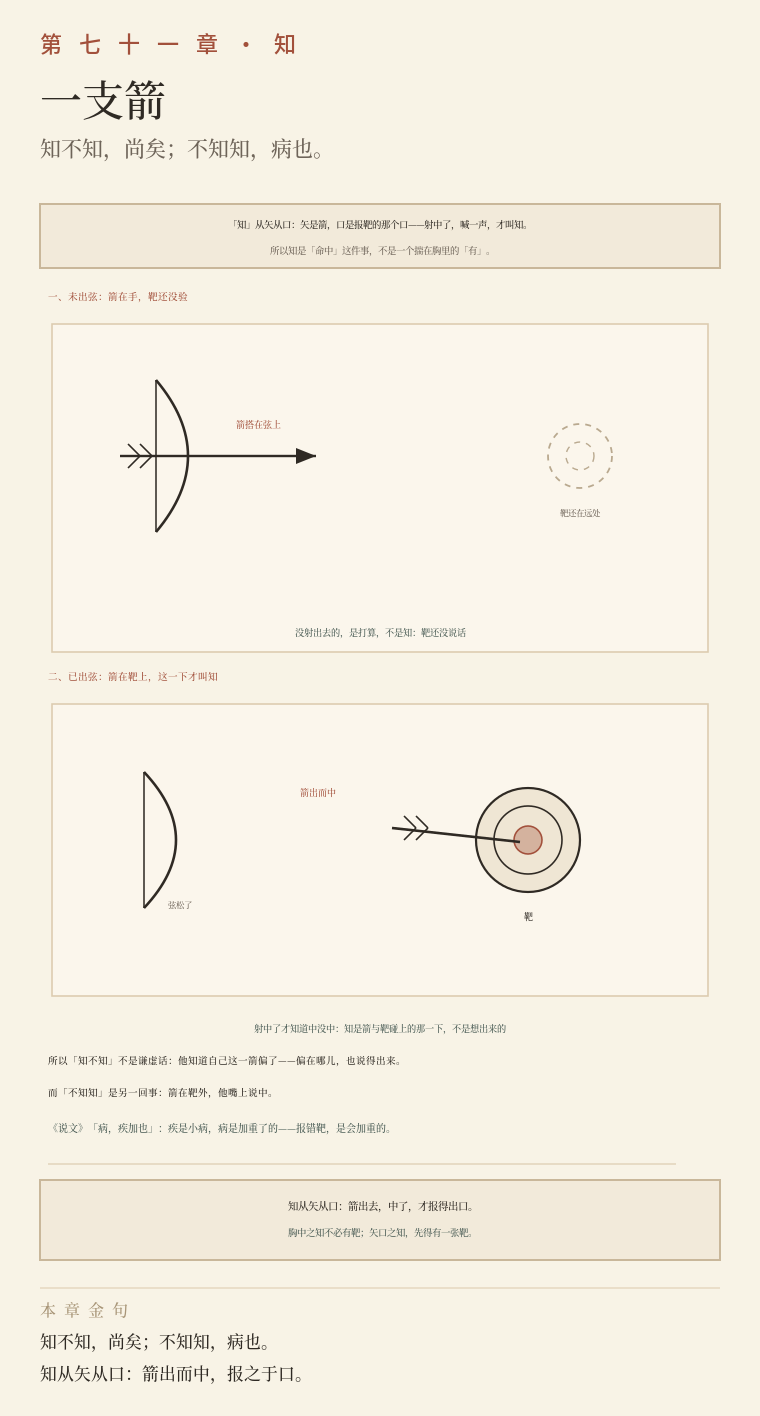 第七十一章·知
一支箭
知不知，尚矣；不知知，病也。
「知」从矢从口：矢是箭，口是报靶的那个口——射中了，喊一声，才叫知。
所以知是「命中」这件事，不是一个揣在胸里的「有」。
一、未出弦：箭在手，靶还没验
箭搭在弦上
靶还在远处
没射出去的，是打算，不是知：靶还没说话
二、已出弦：箭在靶上，这一下才叫知
箭出而中
弦松了
靶
射中了才知道中没中：知是箭与靶碰上的那一下，不是想出来的
所以「知不知」不是谦虚话：他知道自己这一箭偏了——偏在哪儿，也说得出来。
而「不知知」是另一回事：箭在靶外，他嘴上说中。
《说文》「病，疾加也」：疾是小病，病是加重了的——报错靶，是会加重的。
知从矢从口：箭出去，中了，才报得出口。
胸中之知不必有靶；矢口之知，先得有一张靶。
本章金句
知不知，尚矣；不知知，病也。
知从矢从口：箭出而中，报之于口。